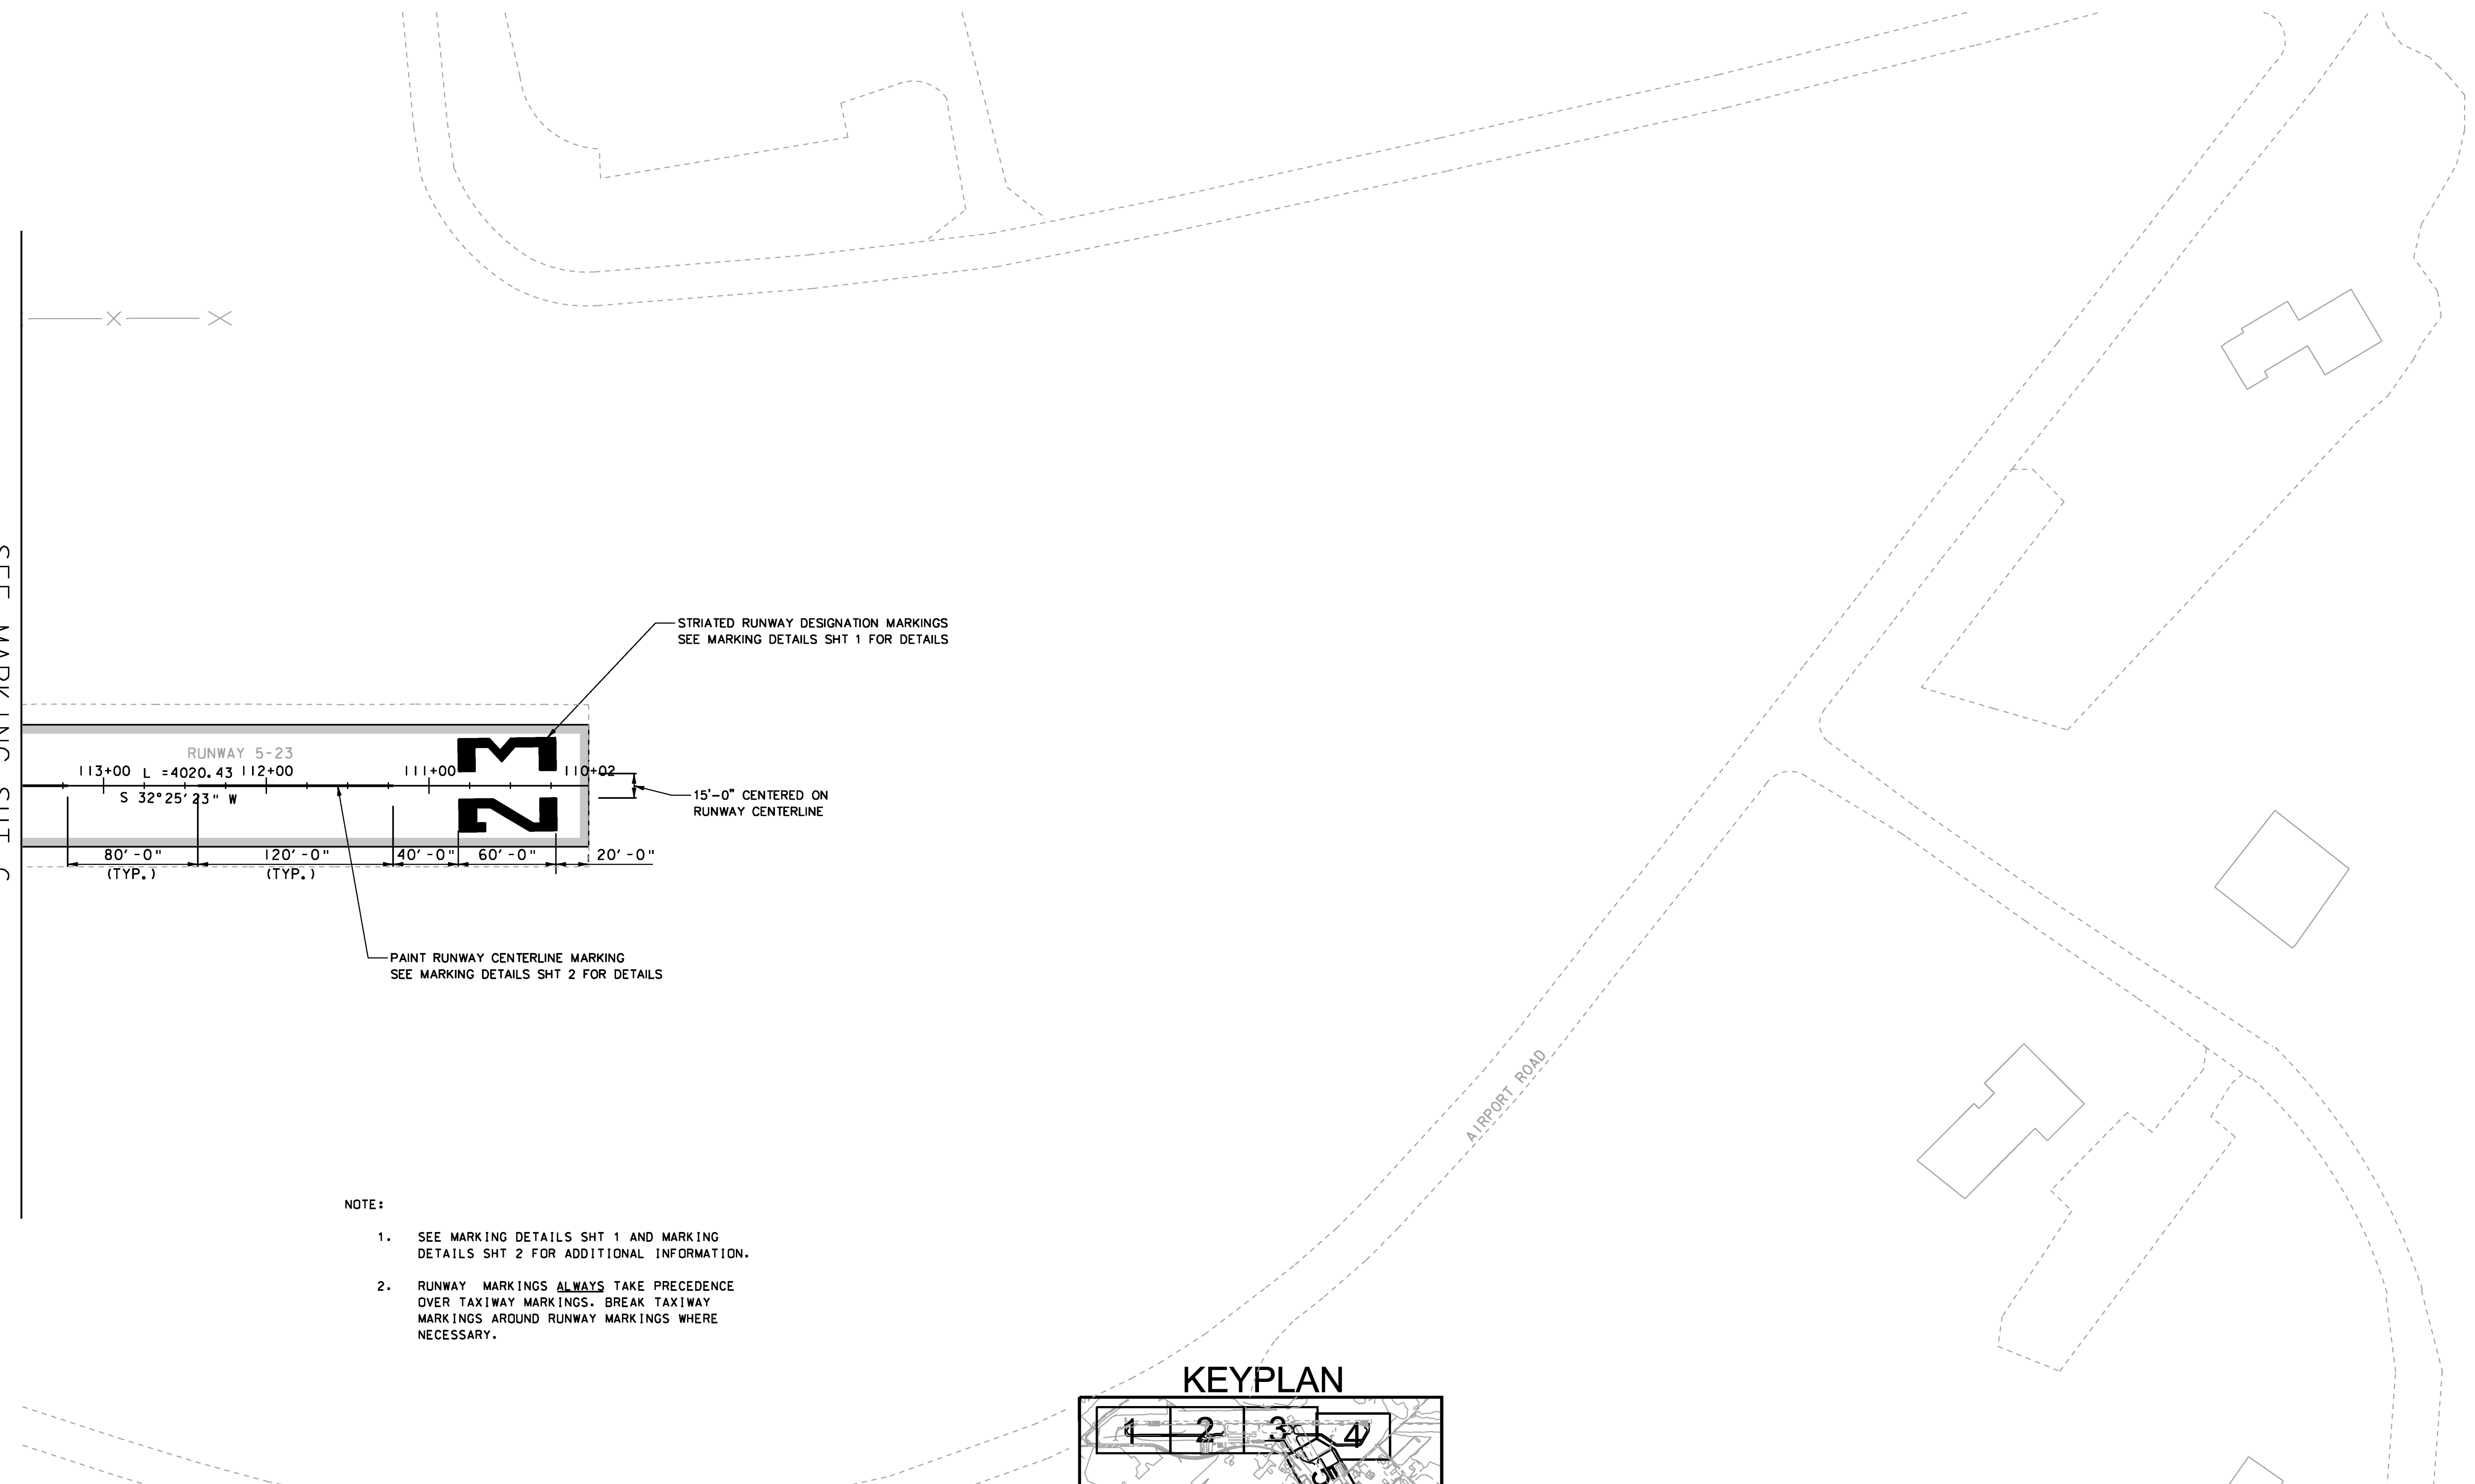 STRIATED RUNWAY DESIGNATION MARKINGS
SEE MARKING DETAILS SHT 1 FOR DETAILS
RUNWAY 5-23
113+00 L =4020.43 112+00 111+00 110+02
S 32°25'23" W
23
15'-0" CENTERED ON
RUNWAY CENTERLINE
80'-0" 120'-0" 40'-0" 60'-0" 20'-0"
(TYP.) (TYP.)
PAINT RUNWAY CENTERLINE MARKING
SEE MARKING DETAILS SHT 2 FOR DETAILS
AIRPORT ROAD
NOTE:
1. SEE MARKING DETAILS SHT 1 AND MARKING
DETAILS SHT 2 FOR ADDITIONAL INFORMATION.
2. RUNWAY MARKINGS ALWAYS TAKE PRECEDENCE
OVER TAXIWAY MARKINGS. BREAK TAXIWAY
MARKINGS AROUND RUNWAY MARKINGS WHERE
NECESSARY.
KEYPLAN
1 2 3 4